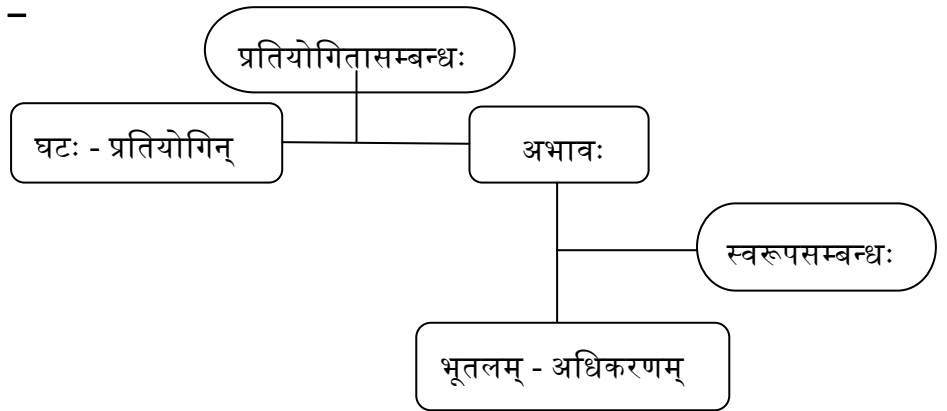 –
प्रतियोगितासम्बन्धः
घटः - प्रतियोगिन्
अभावः
स्वरूपसम्बन्धः
भूतलम् - अधिकरणम्